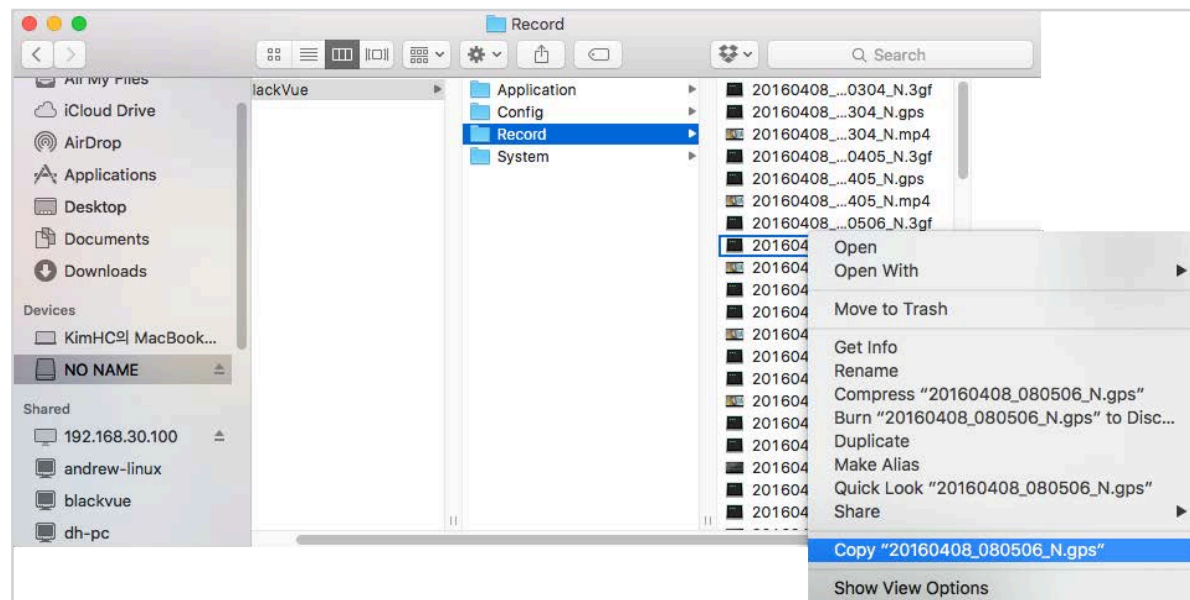 Record
Search
All My Files
iCloud Drive
AirDrop
Applications
Desktop
Documents
Downloads
Devices
KimHC의 MacBook...
NO NAME
Shared
192.168.30.100
andrew-linux
blackvue
dh-pc
lackVue
Application
Config
Record
System
20160408_...0304_N.3gf
20160408_...304_N.gps
20160408_...304_N.mp4
20160408_...0405_N.3gf
20160408_...405_N.gps
20160408_...405_N.mp4
20160408_...0506_N.3gf
201604
201604
201604
201604
201604
201604
201604
201604
201604
201604
201604
201604
201604
Open
Open With
Move to Trash
Get Info
Rename
Compress “20160408_080506_N.gps”
Burn “20160408_080506_N.gps” to Disc...
Duplicate
Make Alias
Quick Look “20160408_080506_N.gps”
Share
Copy “20160408_080506_N.gps”
Show View Options